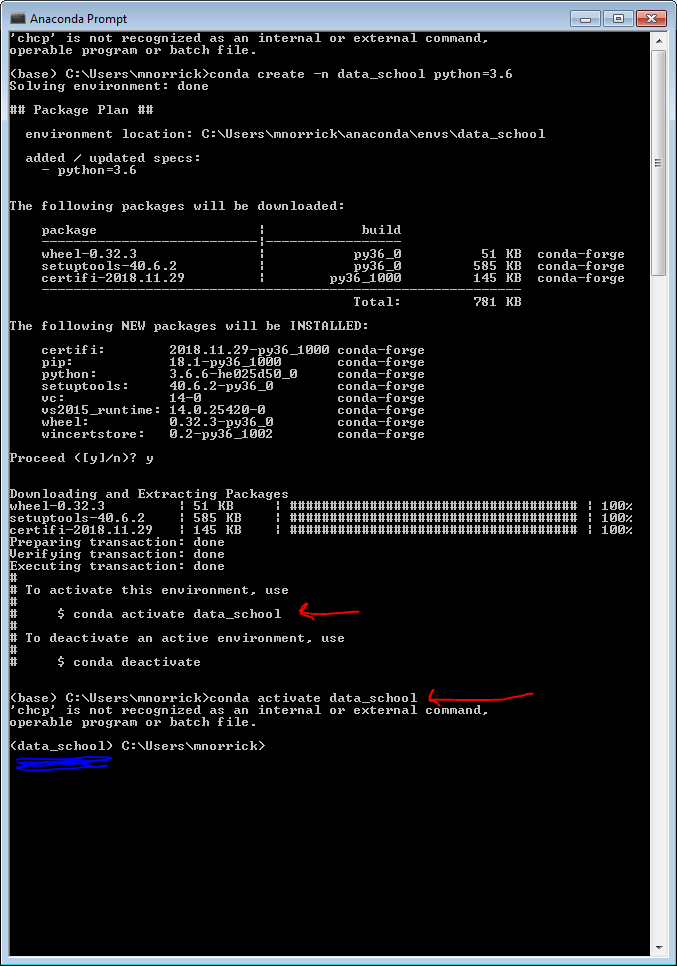 Anaconda Prompt
'chcp' is not recognized as an internal or external command,
operable program or batch file.
(base) C:\Users\mnorrick>conda create -n data_school python=3.6
Solving environment: done
## Package Plan ##
environment location: C:\Users\mnorrick\anaconda\envs\data_school
added / updated specs:
- python=3.6
The following packages will be downloaded:
package | build
---------------------------|-----------------
wheel-0.32.3 | py36_0 51 KB conda-forge
setuptools-40.6.2 | py36_0 585 KB conda-forge
certifi-2018.11.29 | py36_1000 145 KB conda-forge
------------------------------------------------------------
Total: 781 KB
The following NEW packages will be INSTALLED:
certifi: 2018.11.29-py36_1000 conda-forge
pip: 18.1-py36_1000 conda-forge
python: 3.6.6-he025d50_0 conda-forge
setuptools: 40.6.2-py36_0 conda-forge
vc: 14-0 conda-forge
vs2015_runtime: 14.0.25420-0 conda-forge
wheel: 0.32.3-py36_0 conda-forge
wincertstore: 0.2-py36_1002 conda-forge
Proceed ([y]/n)? y
Downloading and Extracting Packages
wheel-0.32.3 | 51 KB | #################################### | 100%
setuptools-40.6.2 | 585 KB | #################################### | 100%
certifi-2018.11.29 | 145 KB | #################################### | 100%
Preparing transaction: done
Verifying transaction: done
Executing transaction: done
#
# To activate this environment, use
#
# $ conda activate data_school
#
# To deactivate an active environment, use
#
# $ conda deactivate
(base) C:\Users\mnorrick>conda activate data_school
'chcp' is not recognized as an internal or external command,
operable program or batch file.
(data_school) C:\Users\mnorrick>